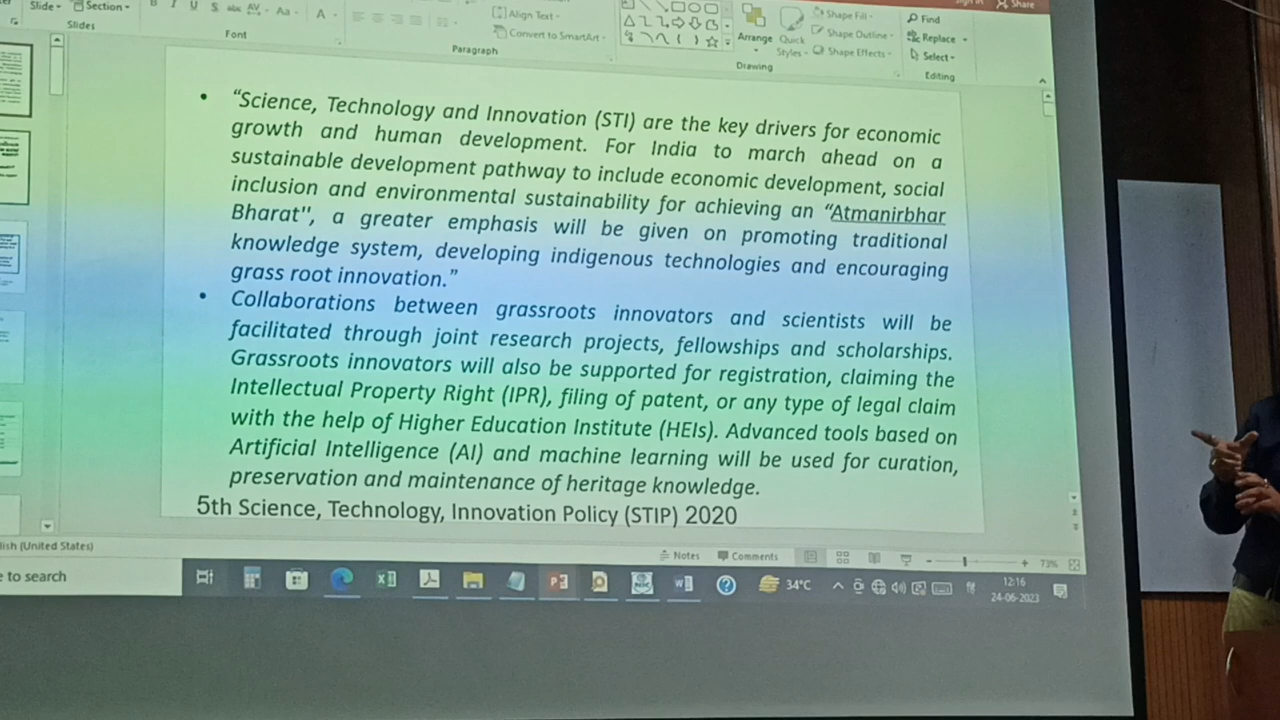 Slide
Section
Slides
Font
Align Text
Convert to SmartArt
Paragraph
Arrange
Quick
Styles
Shape Fill
Shape Outline
Shape Effects
Drawing
Find
Replace
Select
Editing
Share
• “Science, Technology and Innovation (STI) are the key drivers for economic
growth and human development. For India to march ahead on a
sustainable development pathway to include economic development, social
inclusion and environmental sustainability for achieving an “Atmanirbhar
Bharat", a greater emphasis will be given on promoting traditional
knowledge system, developing indigenous technologies and encouraging
grass root innovation.”
• Collaborations between grassroots innovators and scientists will be
facilitated through joint research projects, fellowships and scholarships.
Grassroots innovators will also be supported for registration, claiming the
Intellectual Property Right (IPR), filing of patent, or any type of legal claim
with the help of Higher Education Institute (HEIs). Advanced tools based on
Artificial Intelligence (AI) and machine learning will be used for curation,
preservation and maintenance of heritage knowledge.
5th Science, Technology, Innovation Policy (STIP) 2020
(United States)
Notes
Comments
73%
to search
34°C
12:16
24-06-2023